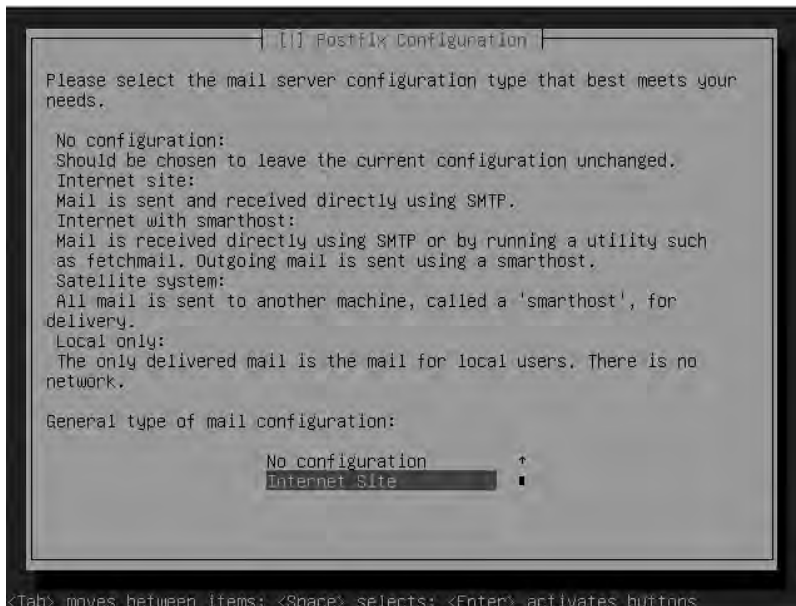 [!] Postfix Configuration
Please select the mail server configuration type that best meets your
needs.
No configuration:
Should be chosen to leave the current configuration unchanged.
Internet site:
Mail is sent and received directly using SMTP.
Internet with smarthost:
Mail is received directly using SMTP or by running a utility such
as fetchmail. Outgoing mail is sent using a smarthost.
Satellite system:
All mail is sent to another machine, called a 'smarthost', for
delivery.
Local only:
The only delivered mail is the mail for local users. There is no
network.
General type of mail configuration:
No configuration ↑
Internet Site
<Tab> moves between items; <Space> selects; <Enter> activates buttons